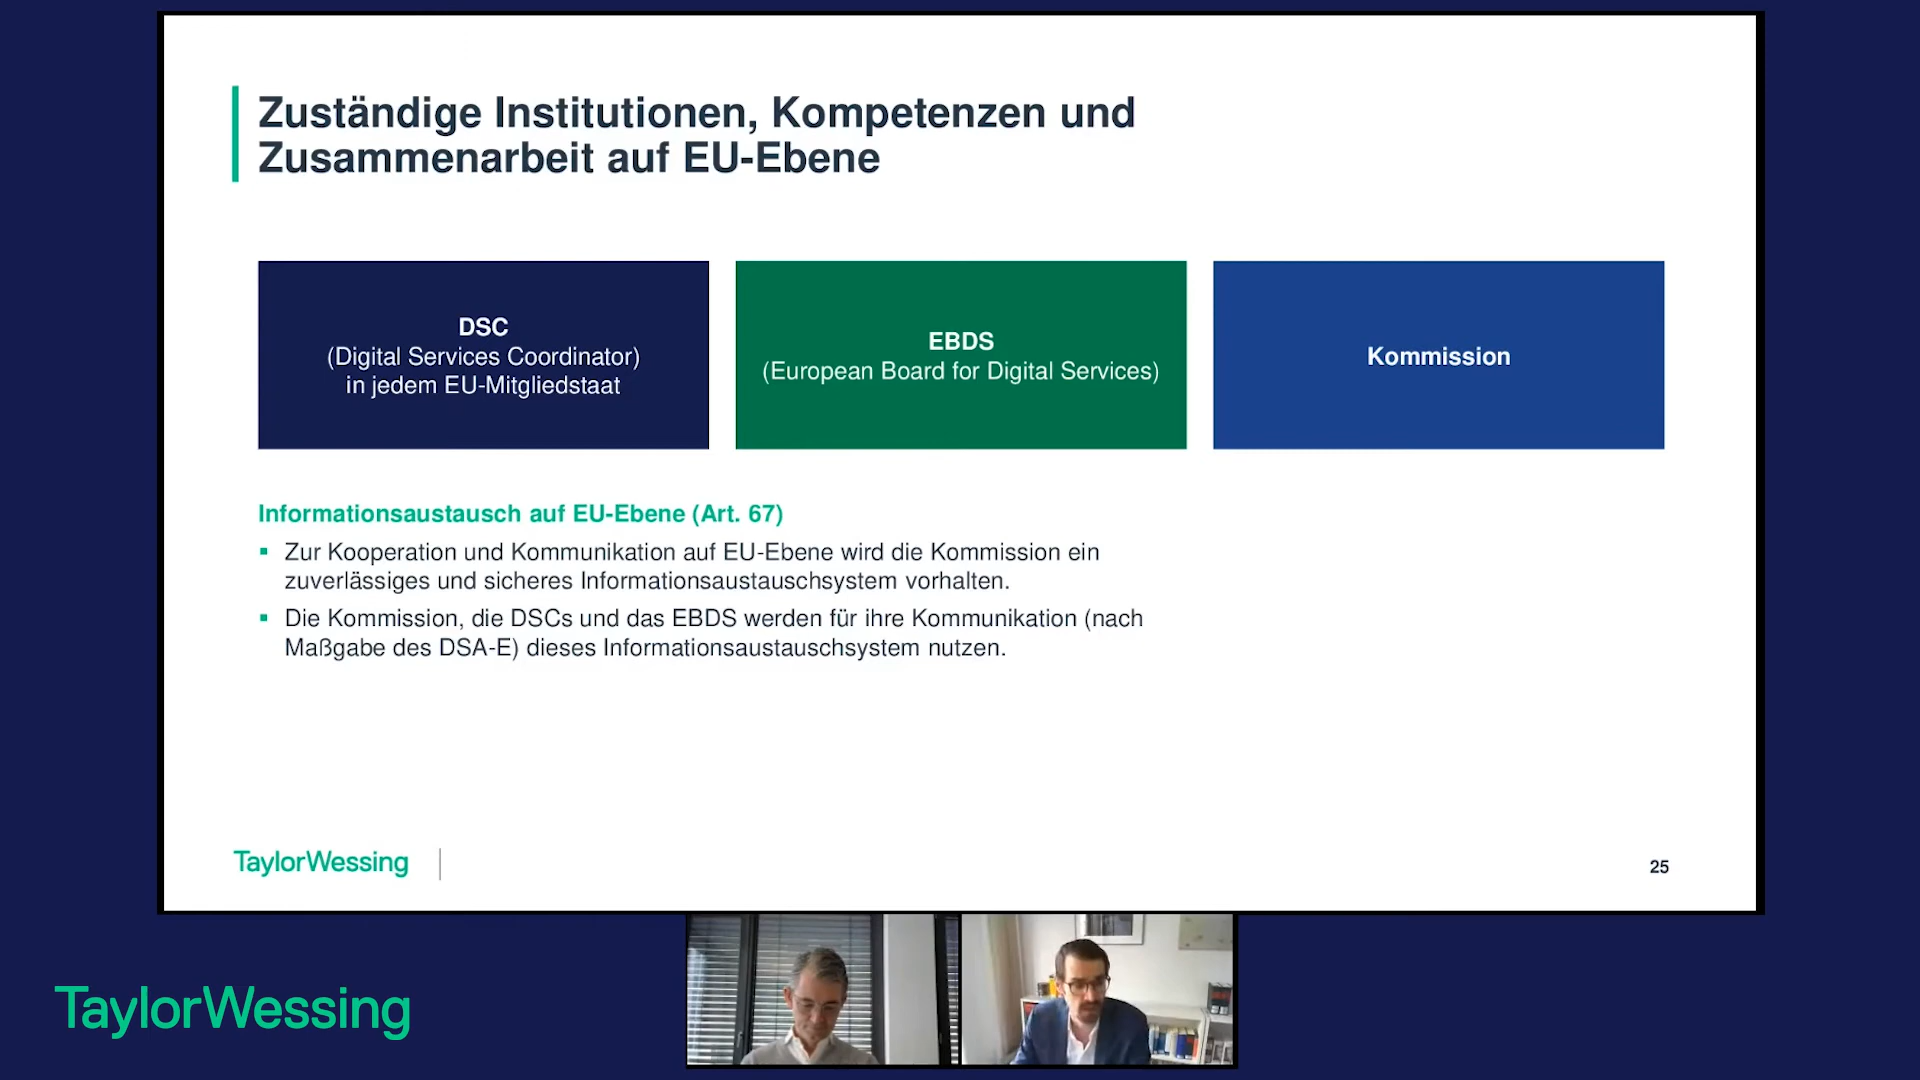 Zuständige Institutionen, Kompetenzen und
Zusammenarbeit auf EU-Ebene
DSC
(Digital Services Coordinator)
in jedem EU-Mitgliedstaat
EBDS
(European Board for Digital Services)
Kommission
Informationsaustausch auf EU-Ebene (Art. 67)
▪ Zur Kooperation und Kommunikation auf EU-Ebene wird die Kommission ein
zuverlässiges und sicheres Informationsaustauschsystem vorhalten.
▪ Die Kommission, die DSCs und das EBDS werden für ihre Kommunikation (nach
Maßgabe des DSA-E) dieses Informationsaustauschsystem nutzen.
TaylorWessing
25
TaylorWessing